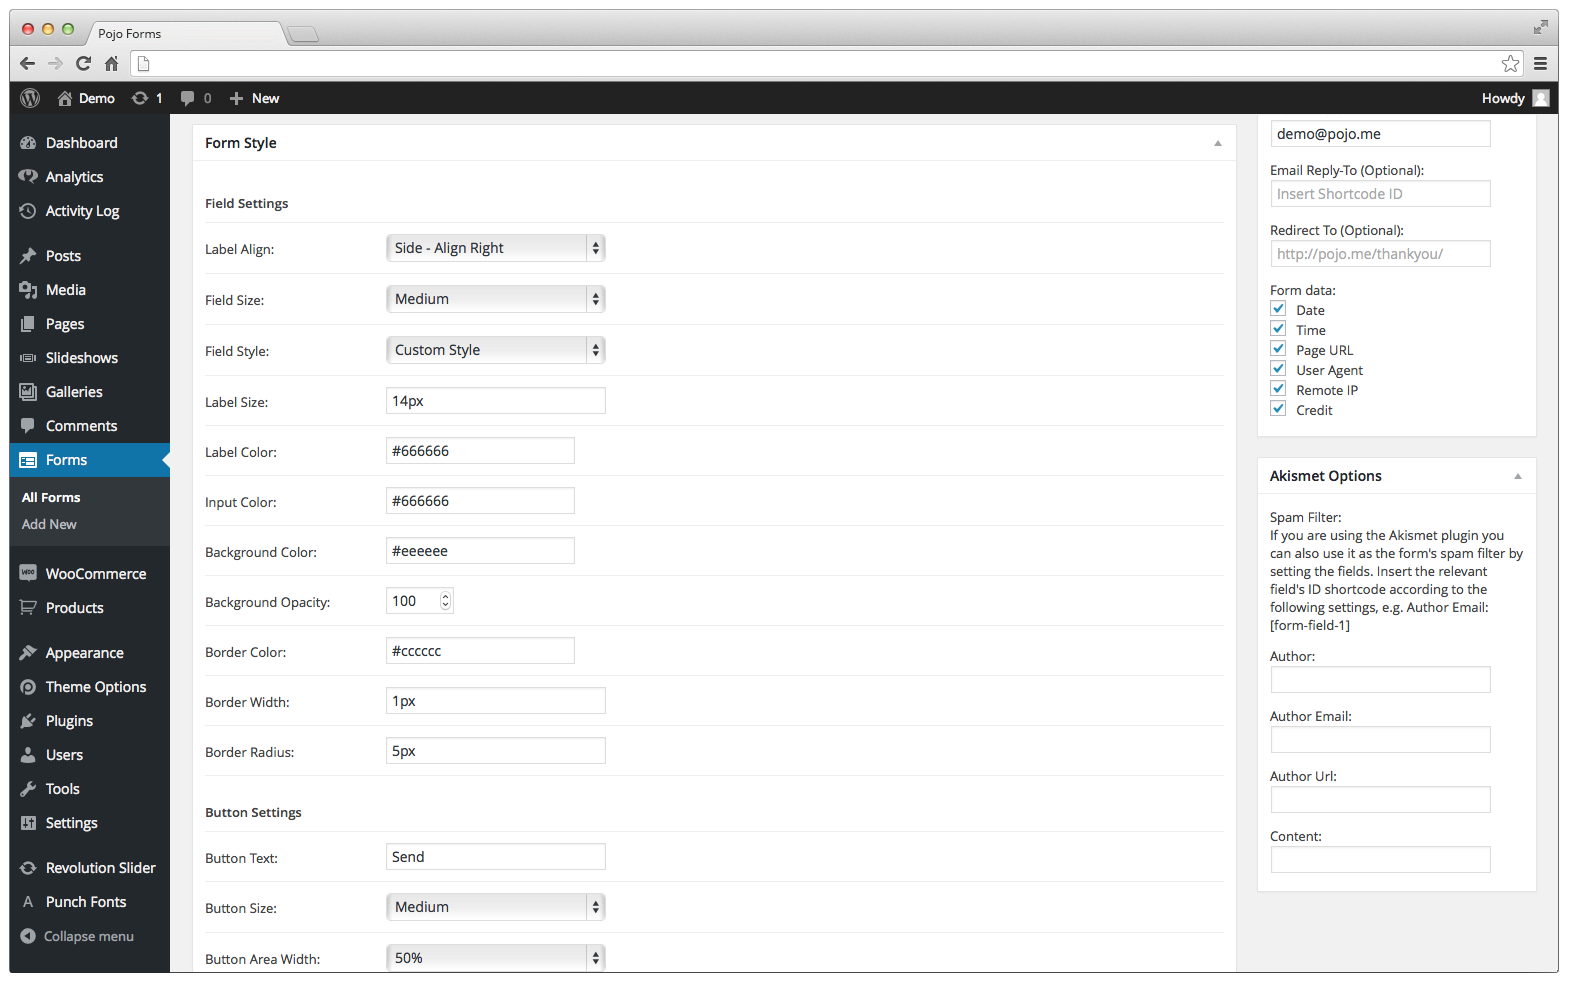 Pojo Forms
Demo
1
0
New
Howdy
Dashboard
Analytics
Activity Log
Posts
Media
Pages
Slideshows
Galleries
Comments
Forms
All Forms
Add New
WOO
WooCommerce
Products
Appearance
Theme Options
Plugins
Users
Tools
Settings
Revolution Slider
A Punch Fonts
Collapse menu
Form Style
Field Settings
Label Align: Side - Align Right
Field Size: Medium
Field Style: Custom Style
Label Size: 14px
Label Color: #666666
Input Color: #666666
Background Color: #eeeeee
Background Opacity: 100
Border Color: #cccccc
Border Width: 1px
Border Radius: 5px
Button Settings
Button Text: Send
Button Size: Medium
Button Area Width: 50%
demo@pojo.me
Email Reply-To (Optional):
Insert Shortcode ID
Redirect To (Optional):
http://pojo.me/thankyou/
Form data:
Date
Time
Page URL
User Agent
Remote IP
Credit
Akismet Options
Spam Filter:
If you are using the Akismet plugin you
can also use it as the form's spam filter by
setting the fields. Insert the relevant
field's ID shortcode according to the
following settings, e.g. Author Email:
[form-field-1]
Author:
Author Email:
Author Url:
Content: